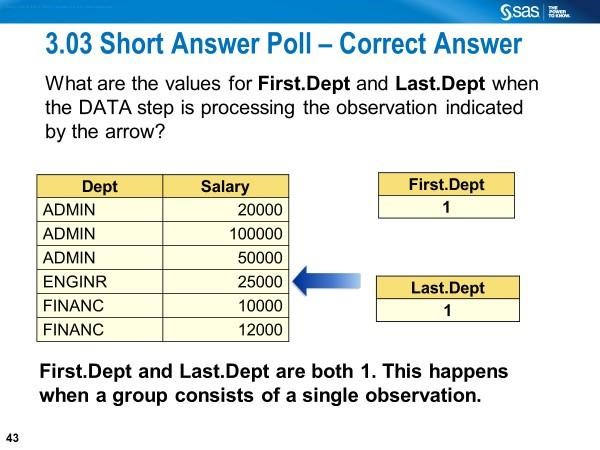 sas THE POWER TO KNOW.
3.03 Short Answer Poll – Correct Answer
What are the values for First.Dept and Last.Dept when
the DATA step is processing the observation indicated
by the arrow?
Dept Salary
ADMIN 20000
ADMIN 100000
ADMIN 50000
ENGINR 25000
FINANC 10000
FINANC 12000
First.Dept
1
Last.Dept
1
First.Dept and Last.Dept are both 1. This happens
when a group consists of a single observation.
43